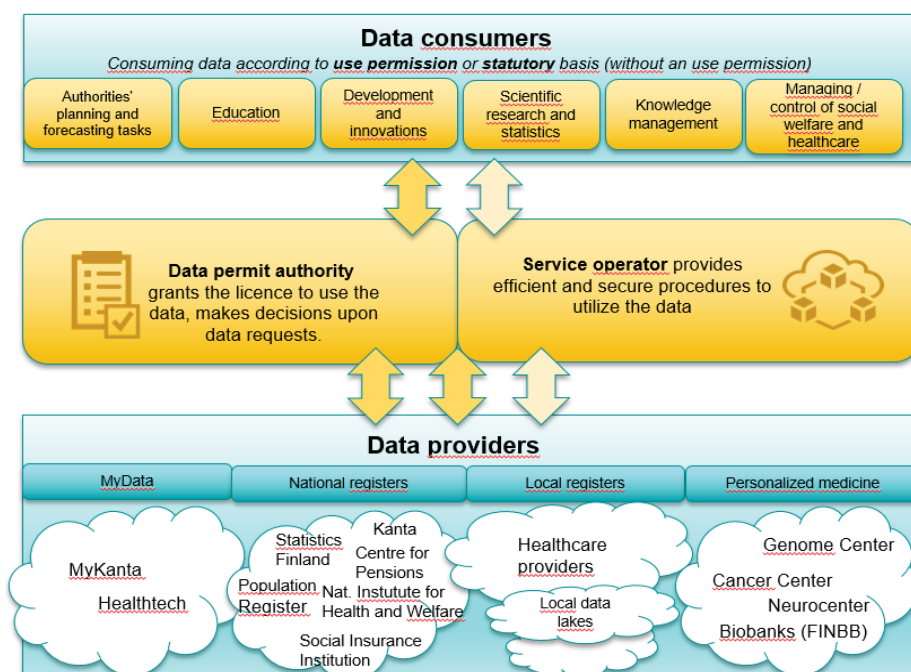 Data consumers
Consuming data according to use permission or statutory basis (without an use permission)
Authorities'
planning and
forecasting tasks
Education
Development
and
innovations
Scientific
research and
statistics
Knowledge
management
Managing /
control of social
welfare and
healthcare
Data permit authority
grants the licence to use the
data, makes decisions upon
data requests.
Service operator provides
efficient and secure procedures to
utilize the data
Data providers
MyData
National registers
Local registers
Personalized medicine
MyKanta
Healthtech
Statistics
Finland
Kanta
Centre for
Pensions
Population
Register
Nat. Instutute for
Health and Welfare
Social Insurance
Institution
Healthcare
providers
Local data
lakes
Genome Center
Cancer Center
Neurocenter
Biobanks (FINBB)